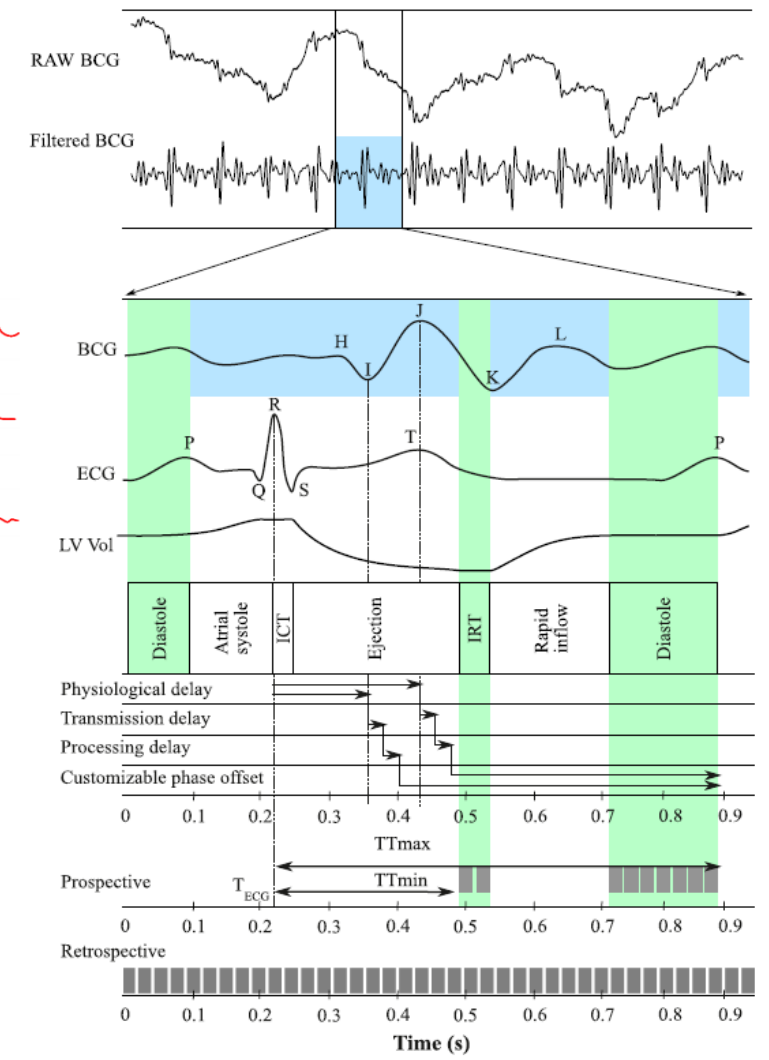 RAW BCG
Filtered BCG
J
H
L
BCG
I
K
R
P
T
P
ECG
Q
S
LV Vol
Diastole
Atrial
systole
ICT
Ejection
IRT
Rapid
inflow
Diastole
Physiological delay
Transmission delay
Processing delay
Customizable phase offset
0 0.1 0.2 0.3 0.4 0.5 0.6 0.7 0.8 0.9
TTmax
Prospective
TECG
TTmin
0 0.1 0.2 0.3 0.4 0.5 0.6 0.7 0.8 0.9
Retrospective
0 0.1 0.2 0.3 0.4 0.5 0.6 0.7 0.8 0.9
Time (s)